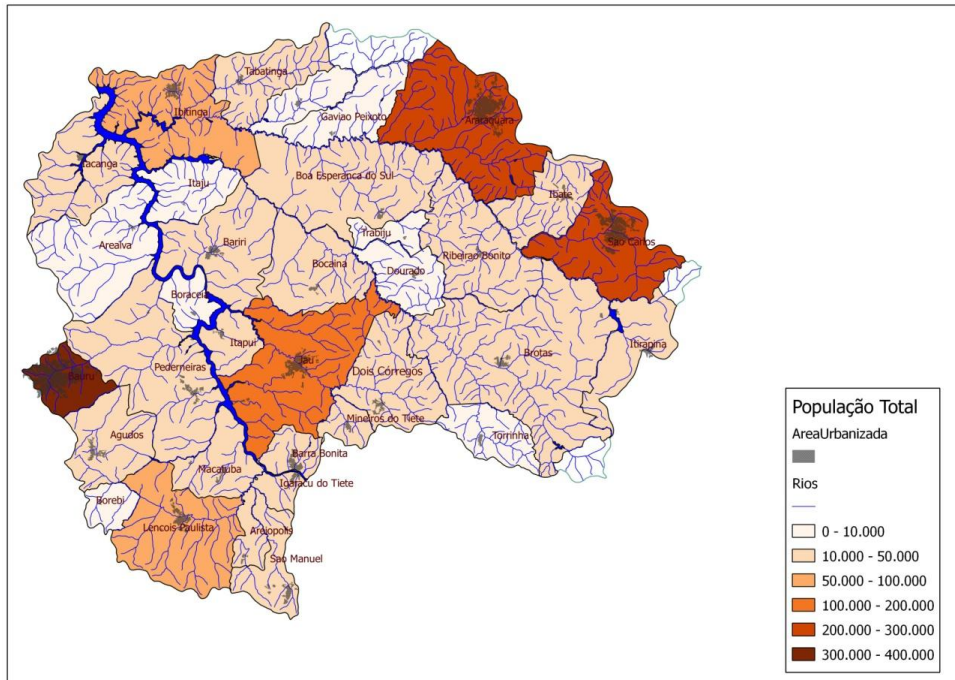 Tabatinga
Ibitinga
Gaviao Peixoto
Araraquara
Iacanga
Itaju
Boa Esperanca do Sul
Ibate
Arealva
Bariri
Trabiju
Sao Carlos
Ribeirao Bonito
Bocaina
Dourado
Boraceia
Itapui
Itirapina
Pederneiras
Jau
Brotas
Dois Córregos
Bauru
Mineiros do Tiete
Torrinha
Agudos
Barra Bonita
Macatuba
Igaracu do Tiete
Borebi
Lencois Paulista
Areiopolis
Sao Manuel
População Total
AreaUrbanizada
Rios
0 - 10.000
10.000 - 50.000
50.000 - 100.000
100.000 - 200.000
200.000 - 300.000
300.000 - 400.000